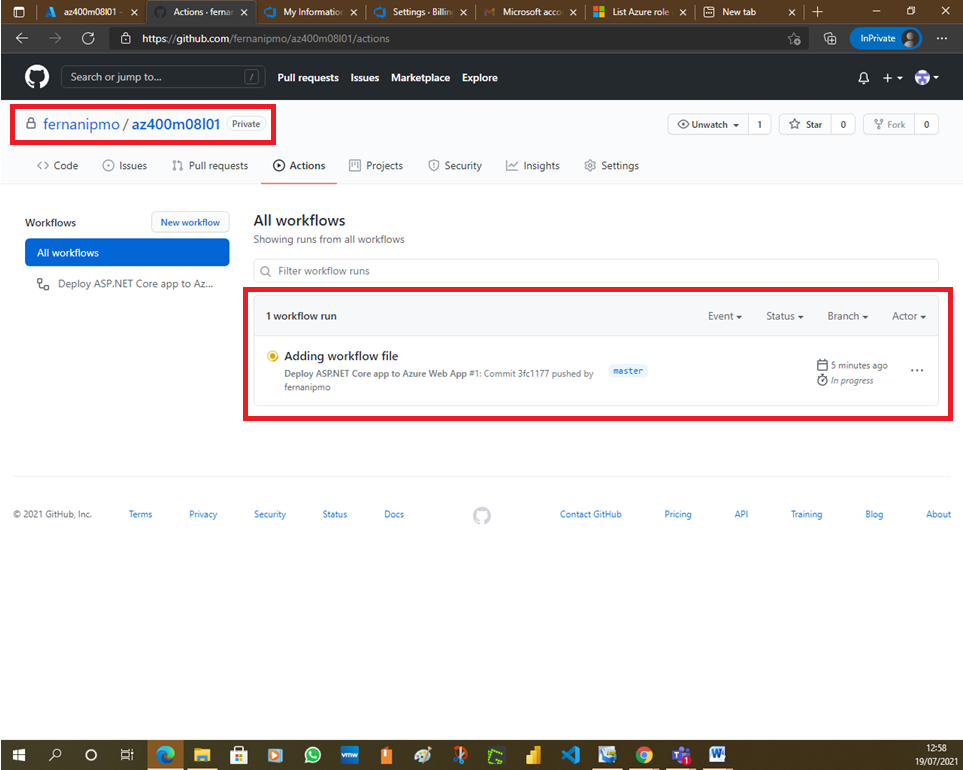 az400m08l01 -
Actions · fernan
My Information
Settings - Billin
Microsoft acco
List Azure role
New tab
https://github.com/fernanipmo/az400m08l01/actions
InPrivate
Search or jump to...
/
Pull requests
Issues
Marketplace
Explore
fernanipmo / az400m08l01 Private
Unwatch 1
Star 0
Fork 0
Code
Issues
Pull requests
Actions
Projects
Security
Insights
Settings
Workflows
New workflow
All workflows
Deploy ASP.NET Core app to Az...
All workflows
Showing runs from all workflows
Filter workflow runs
1 workflow run
Event
Status
Branch
Actor
Adding workflow file
Deploy ASP.NET Core app to Azure Web App #1: Commit 3fc1177 pushed by
fernanipmo
master
5 minutes ago
In progress
© 2021 GitHub, Inc.
Terms
Privacy
Security
Status
Docs
Contact GitHub
Pricing
API
Training
Blog
About
vmw
1
W
12:58
19/07/2021